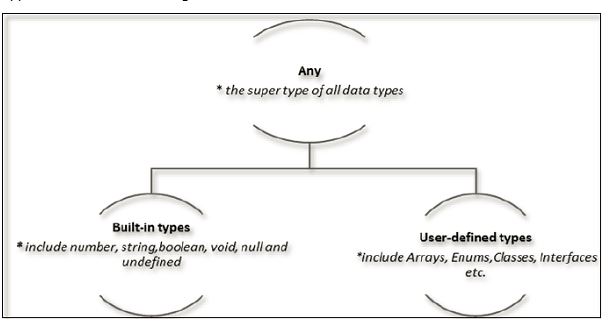 Any
* the super type of all data types
Built-in types
* include number, string,boolean, void, null and
undefined
User-defined types
*include Arrays, Enums,Classes, Interfaces
etc.